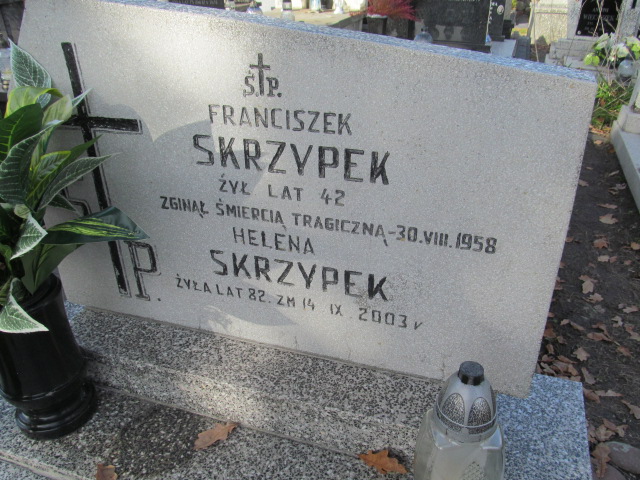 Ś.P.
FRANCISZEK
SKRZYPEK
ŻYŁ LAT 42
ZGINĄŁ ŚMIERCIĄ TRAGICZNĄ-30.VIII.1958
HELENA
SKRZYPEK
ŻYŁA LAT 82. ZM 14 IX 2003 r
P.